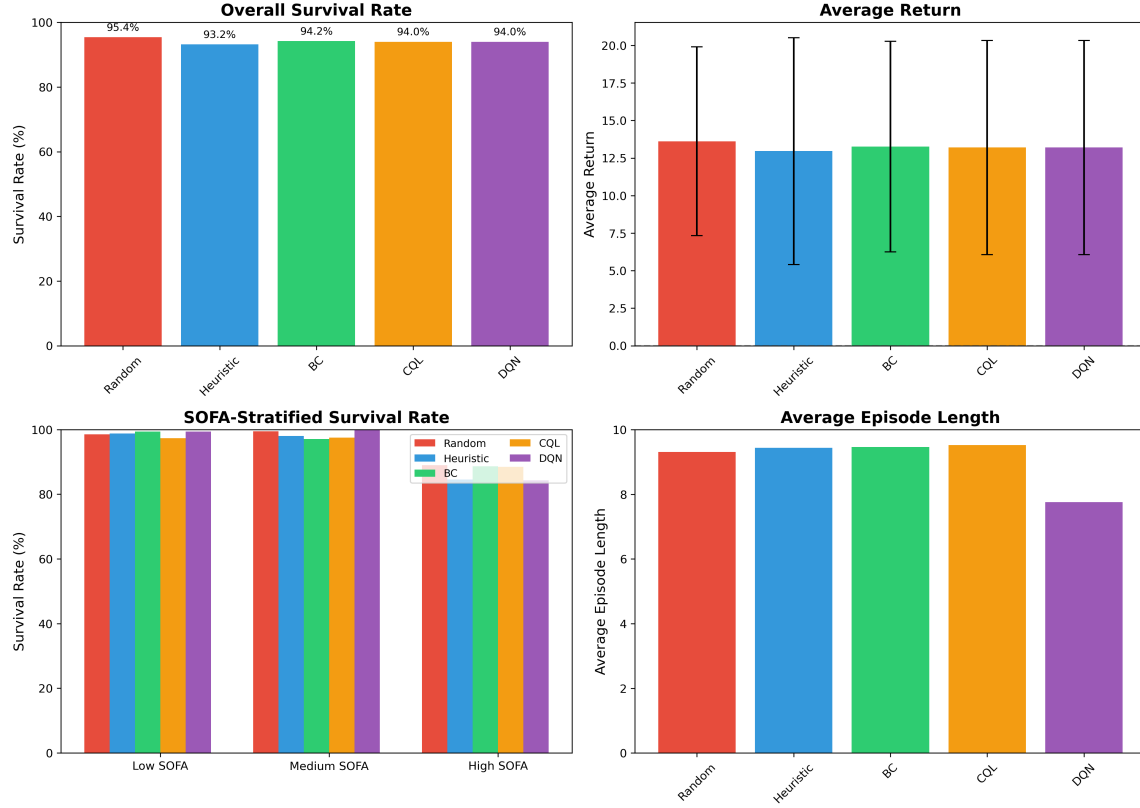 Overall Survival Rate
Survival Rate (%)
100
80
60
40
20
0
95.4%
93.2%
94.2%
94.0%
94.0%
Random
Heuristic
BC
CQL
DQN
Average Return
Average Return
20.0
17.5
15.0
12.5
10.0
7.5
5.0
2.5
0.0
Random
Heuristic
BC
CQL
DQN
SOFA-Stratified Survival Rate
Survival Rate (%)
100
80
60
40
20
0
Random
Heuristic
BC
CQL
DQN
Low SOFA
Medium SOFA
High SOFA
Average Episode Length
Average Episode Length
10
8
6
4
2
0
Random
Heuristic
BC
CQL
DQN